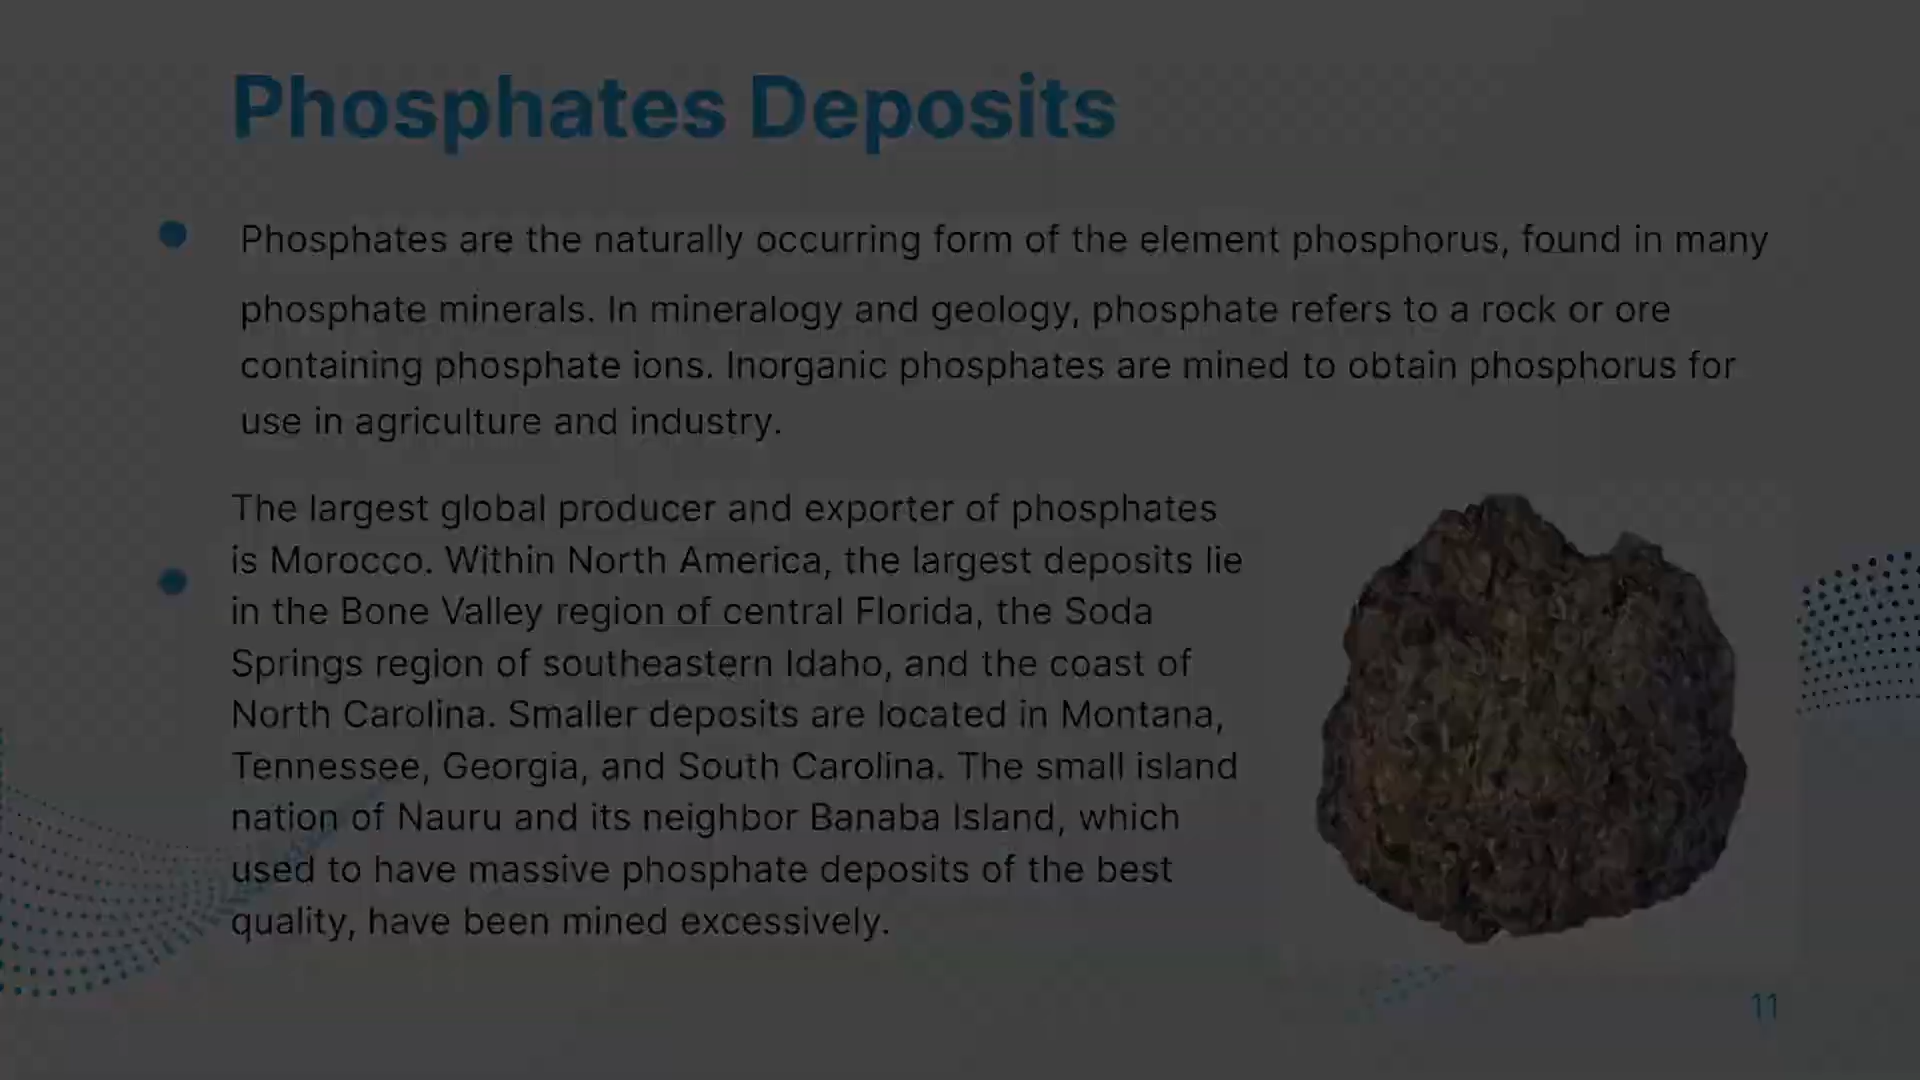 Phosphates Deposits
Phosphates are the naturally occurring form of the element phosphorus, found in many
phosphate minerals. In mineralogy and geology, phosphate refers to a rock or ore
containing phosphate ions. Inorganic phosphates are mined to obtain phosphorus for
use in agriculture and industry.
The largest global producer and exporter of phosphates
is Morocco. Within North America, the largest deposits lie
in the Bone Valley region of central Florida, the Soda
Springs region of southeastern Idaho, and the coast of
North Carolina. Smaller deposits are located in Montana,
Tennessee, Georgia, and South Carolina. The small island
nation of Nauru and its neighbor Banaba Island, which
used to have massive phosphate deposits of the best
quality, have been mined excessively.
11